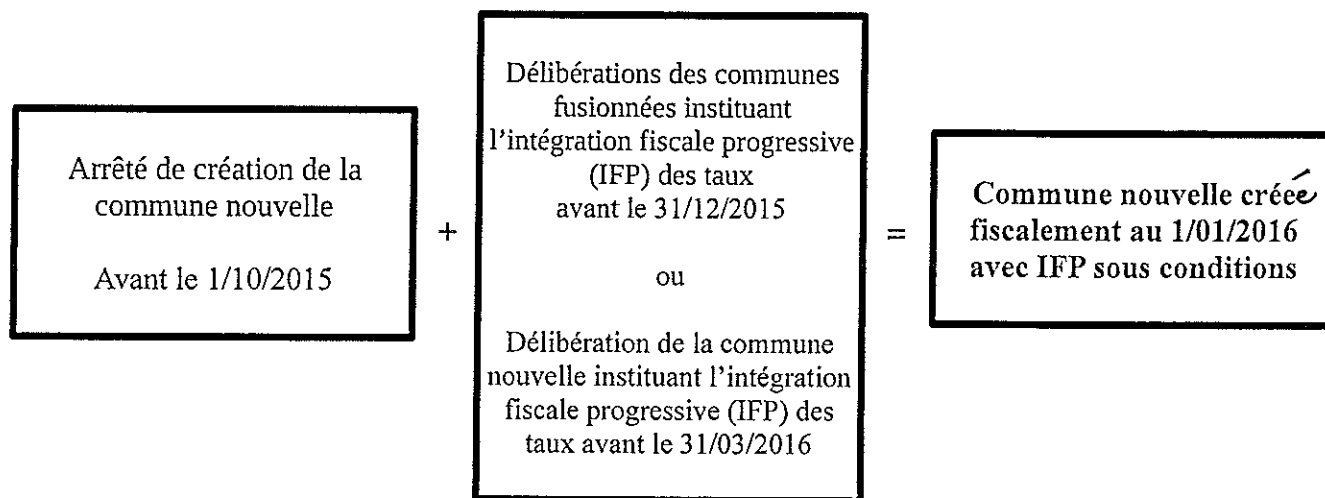 Arrêté de création de la
commune nouvelle
Avant le 1/10/2015
+
Délibérations des communes
fusionnées instituant
l'intégration fiscale progressive
(IFP) des taux
avant le 31/12/2015
ou
Délibération de la commune
nouvelle instituant l'intégration
fiscale progressive (IFP) des
taux avant le 31/03/2016
=
Commune nouvelle créée
fiscalement au 1/01/2016
avec IFP sous conditions